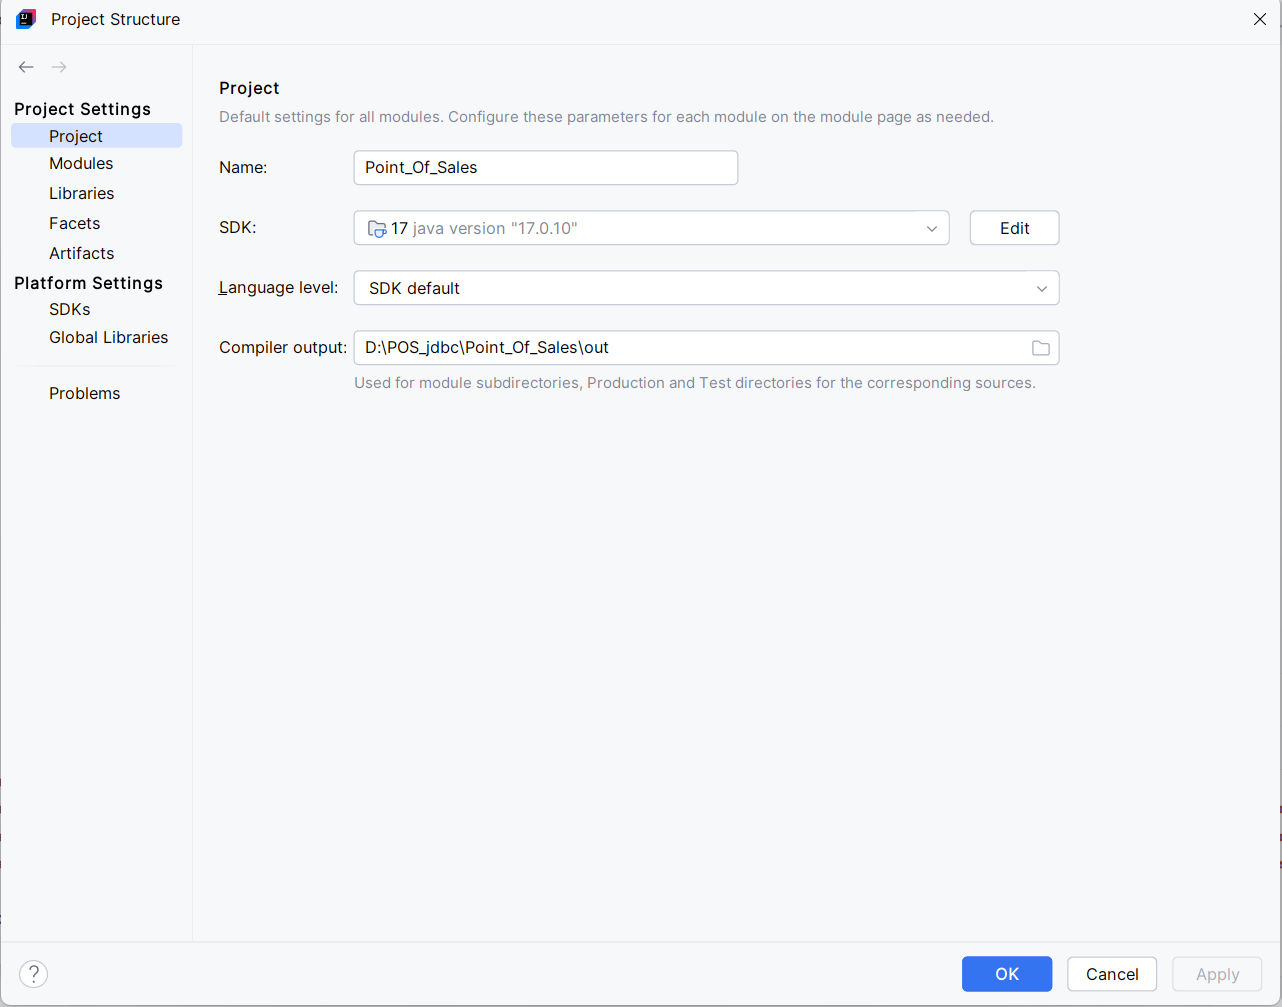 Project Structure
Project Settings
Project
Modules
Libraries
Facets
Artifacts
Platform Settings
SDKs
Global Libraries
Problems
Project
Default settings for all modules. Configure these parameters for each module on the module page as needed.
Name: Point_Of_Sales
SDK: 17 java version "17.0.10" Edit
Language level: SDK default
Compiler output: D:\POS_jdbc\Point_Of_Sales\out
Used for module subdirectories, Production and Test directories for the corresponding sources.
? OK Cancel Apply